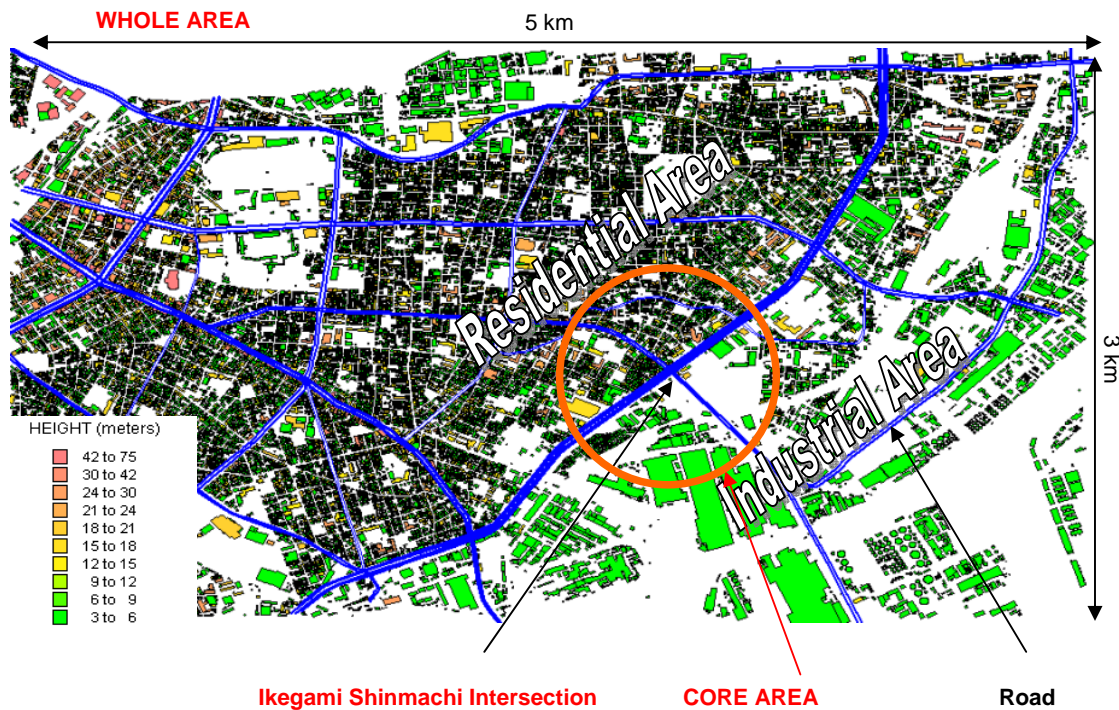 WHOLE AREA
5 km
3 km
Residential Area
Industrial Area
HEIGHT (meters)
42 to 75
30 to 42
24 to 30
21 to 24
18 to 21
15 to 18
12 to 15
9 to 12
6 to 9
3 to 6
Ikegami Shinmachi Intersection
CORE AREA
Road